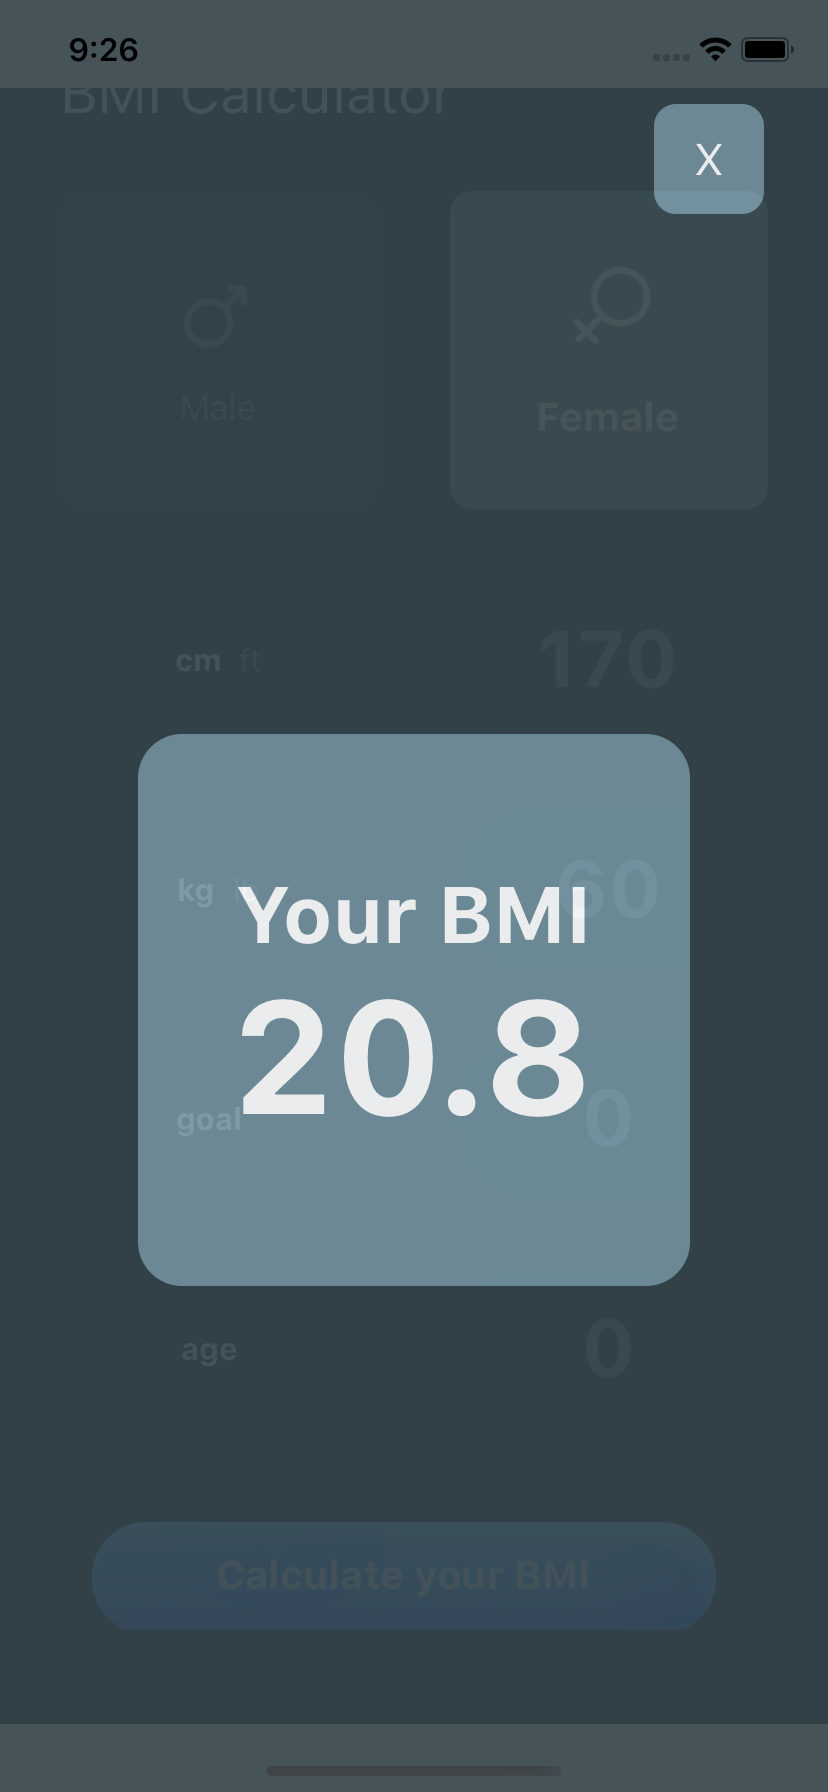 9:26
BMI Calculator
X
Male
Female
cm ft 170
kg lb 60
Your BMI
20.8
goal 0
age 0
Calculate your BMI